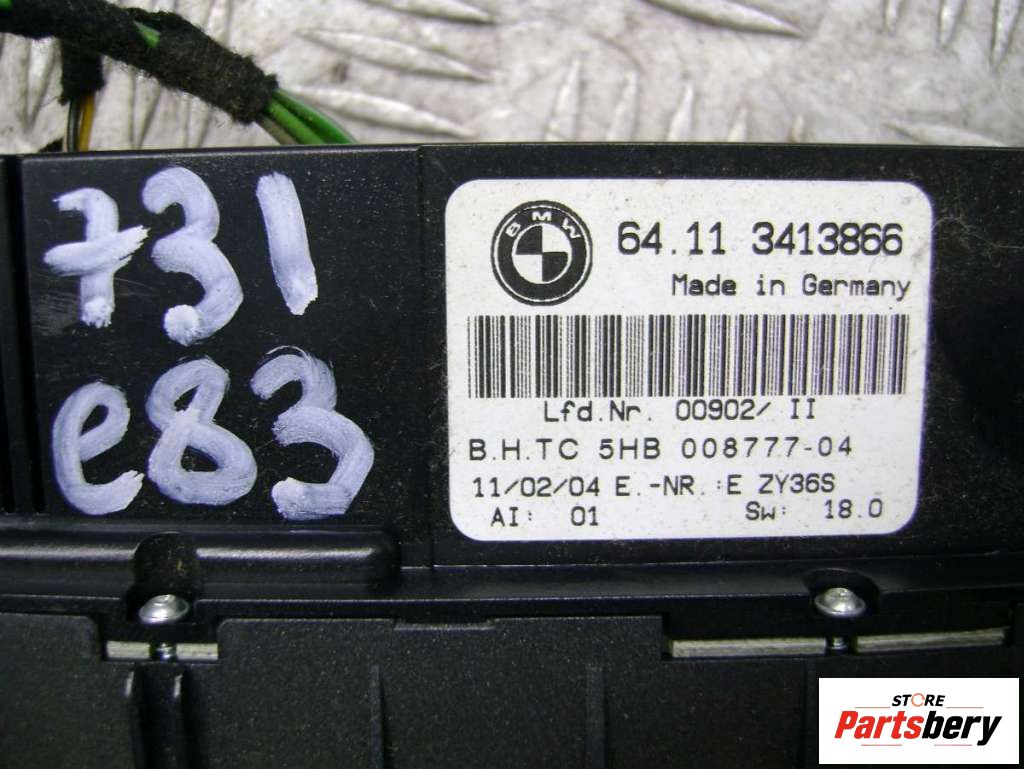 731
e83
BMW
64.11 3413866
Made in Germany
Lfd.Nr. 00902/ II
B.H.TC 5HB 008777-04
11/02/04 E.-NR.:E ZY36S
AI: 01 Sw: 18.0
STORE
Partsbery